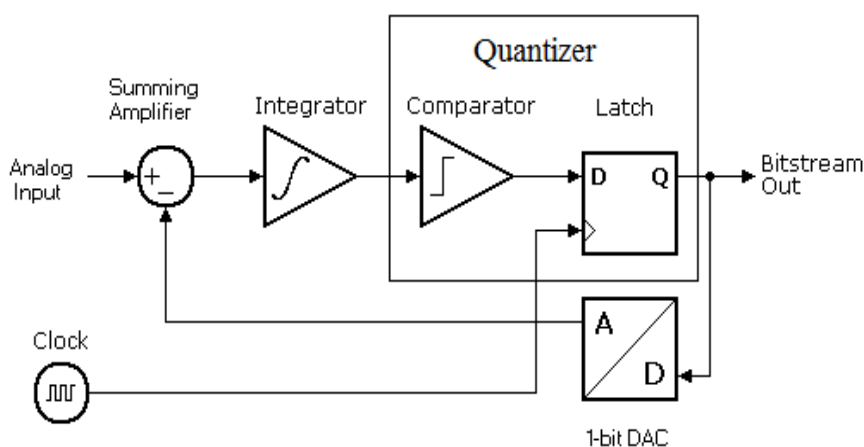 Quantizer
Summing
Amplifier
Integrator
Comparator
Latch
Analog
Input
+
−
D
Q
Bitstream
Out
A
D
Clock
1-bit DAC